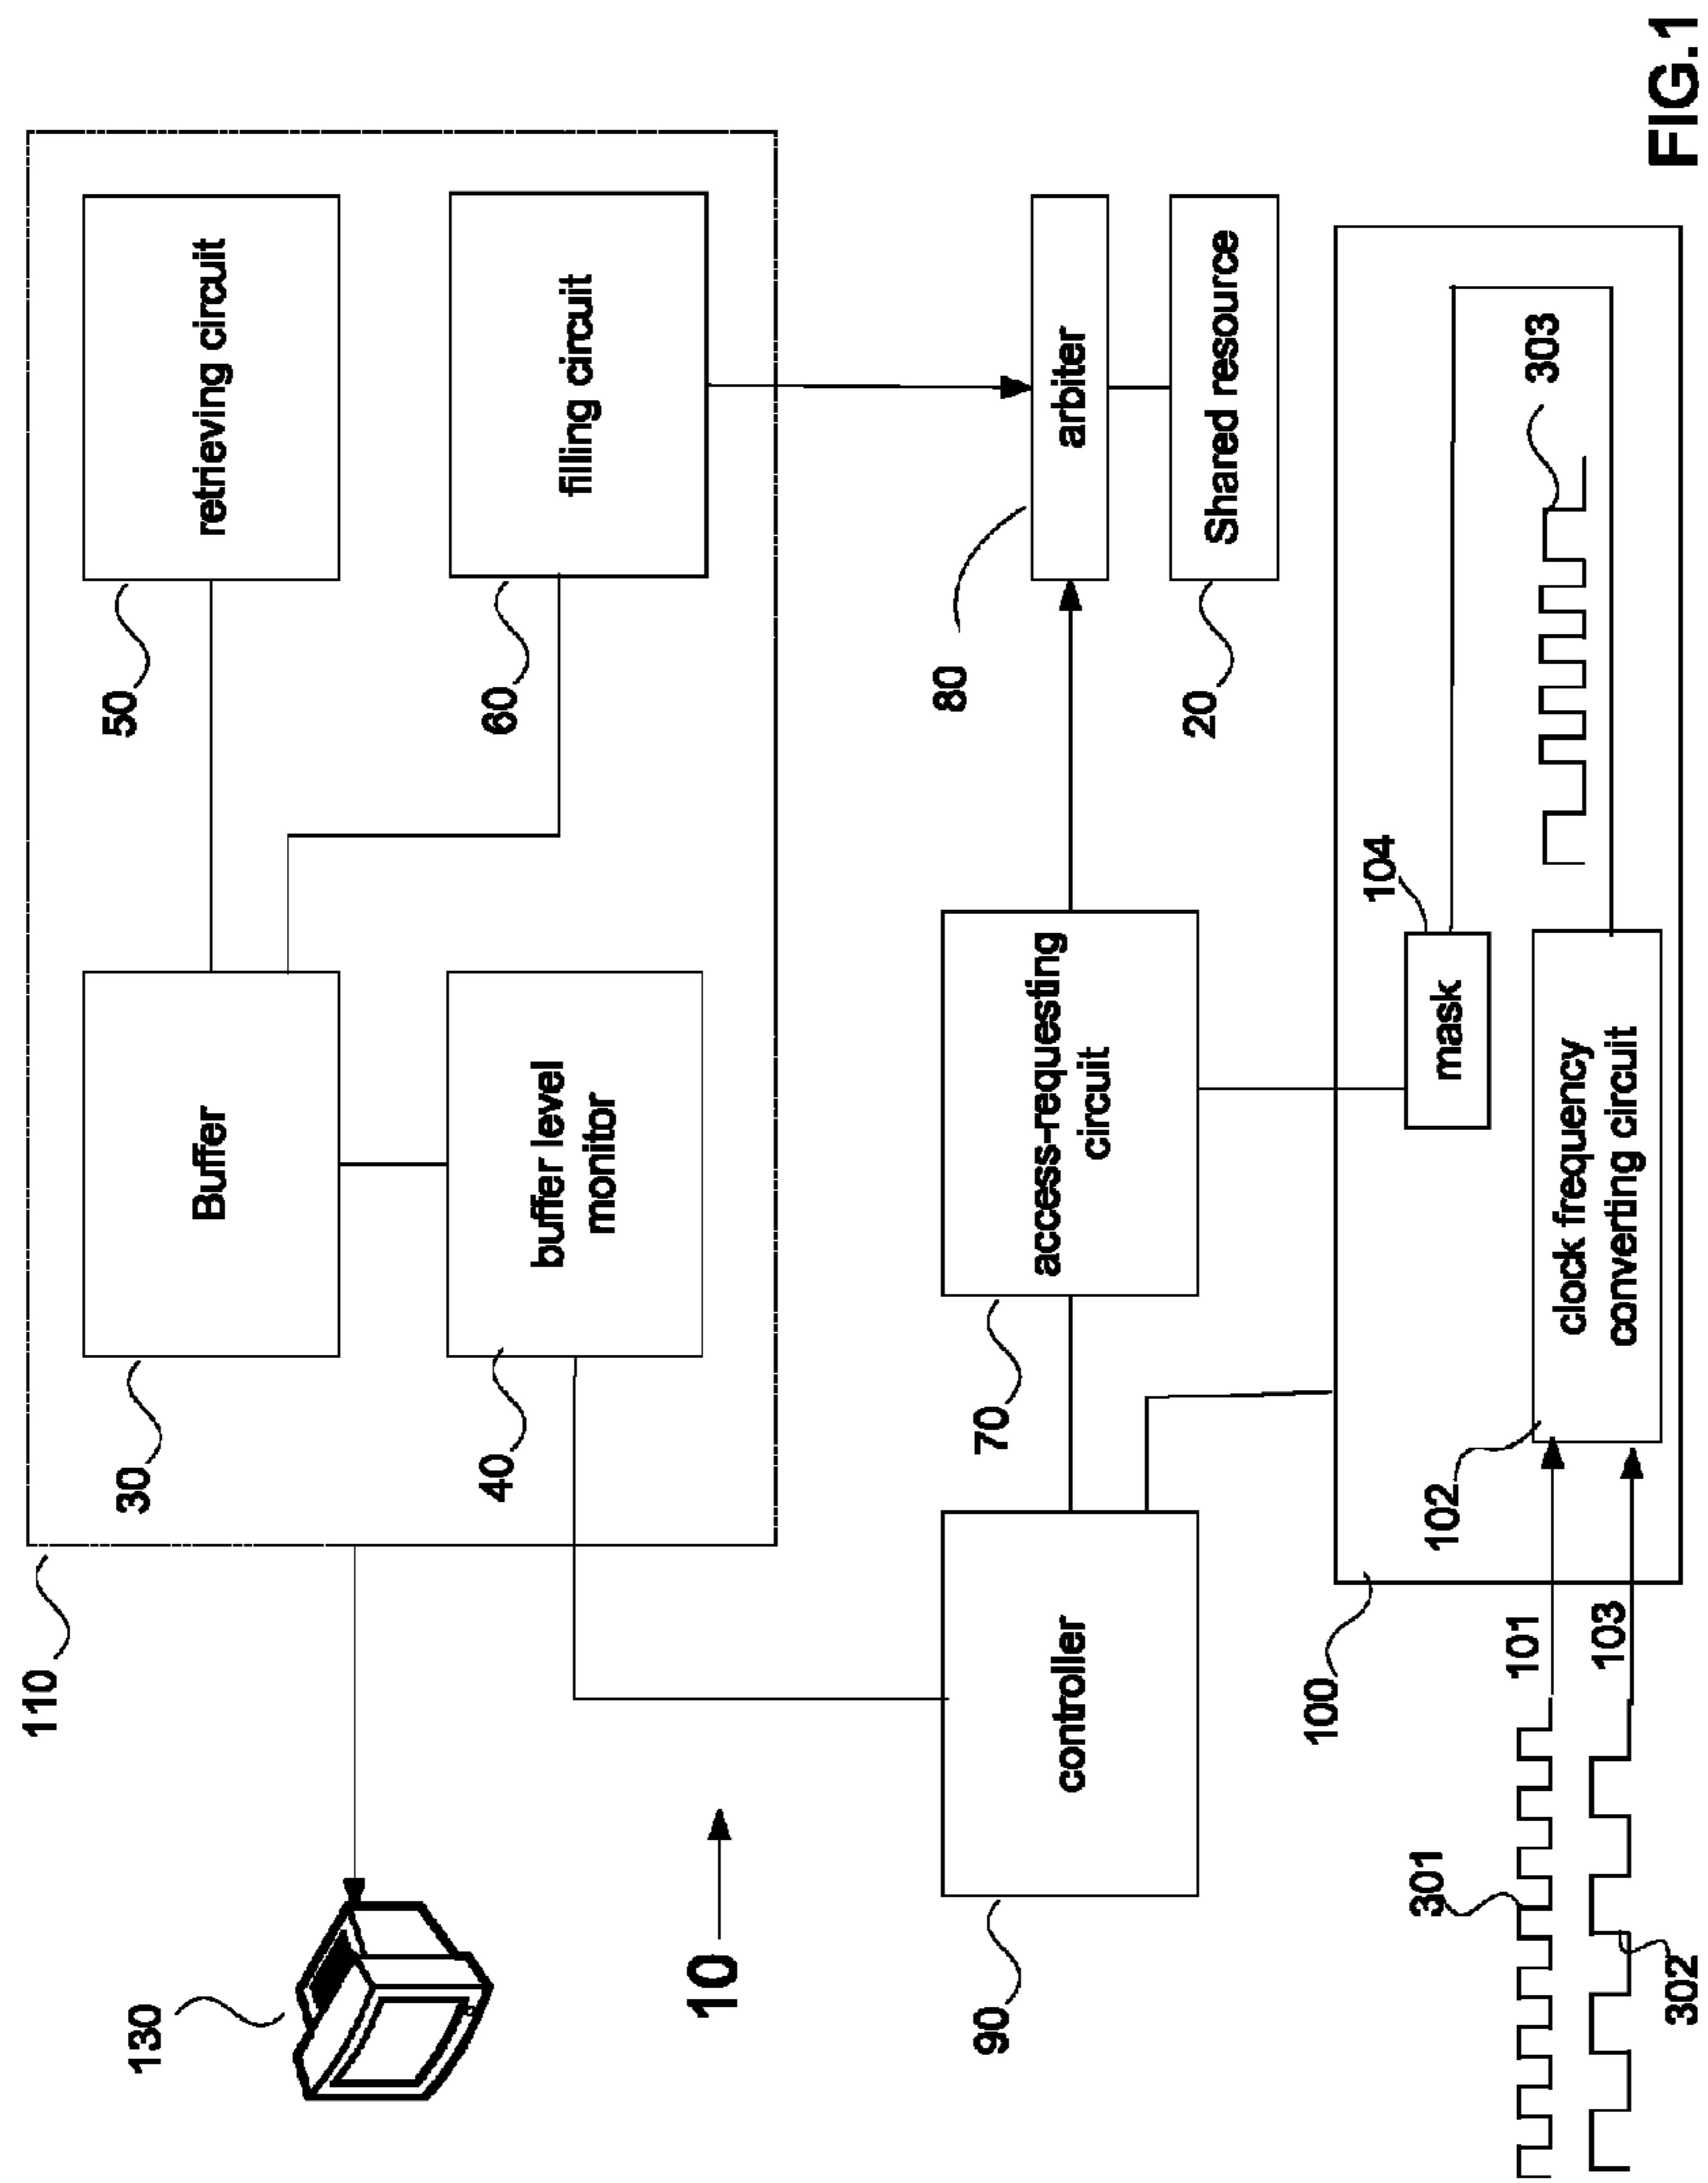 110
30
Buffer
50
retrieving circuit
130
40
buffer level
monitor
60
filling circuit
10
90
controller
70
access-requesting
circuit
80
arbiter
20
Shared resource
100
104
mask
303
301
101
102
clock frequency
converting circuit
302
103
FIG.1